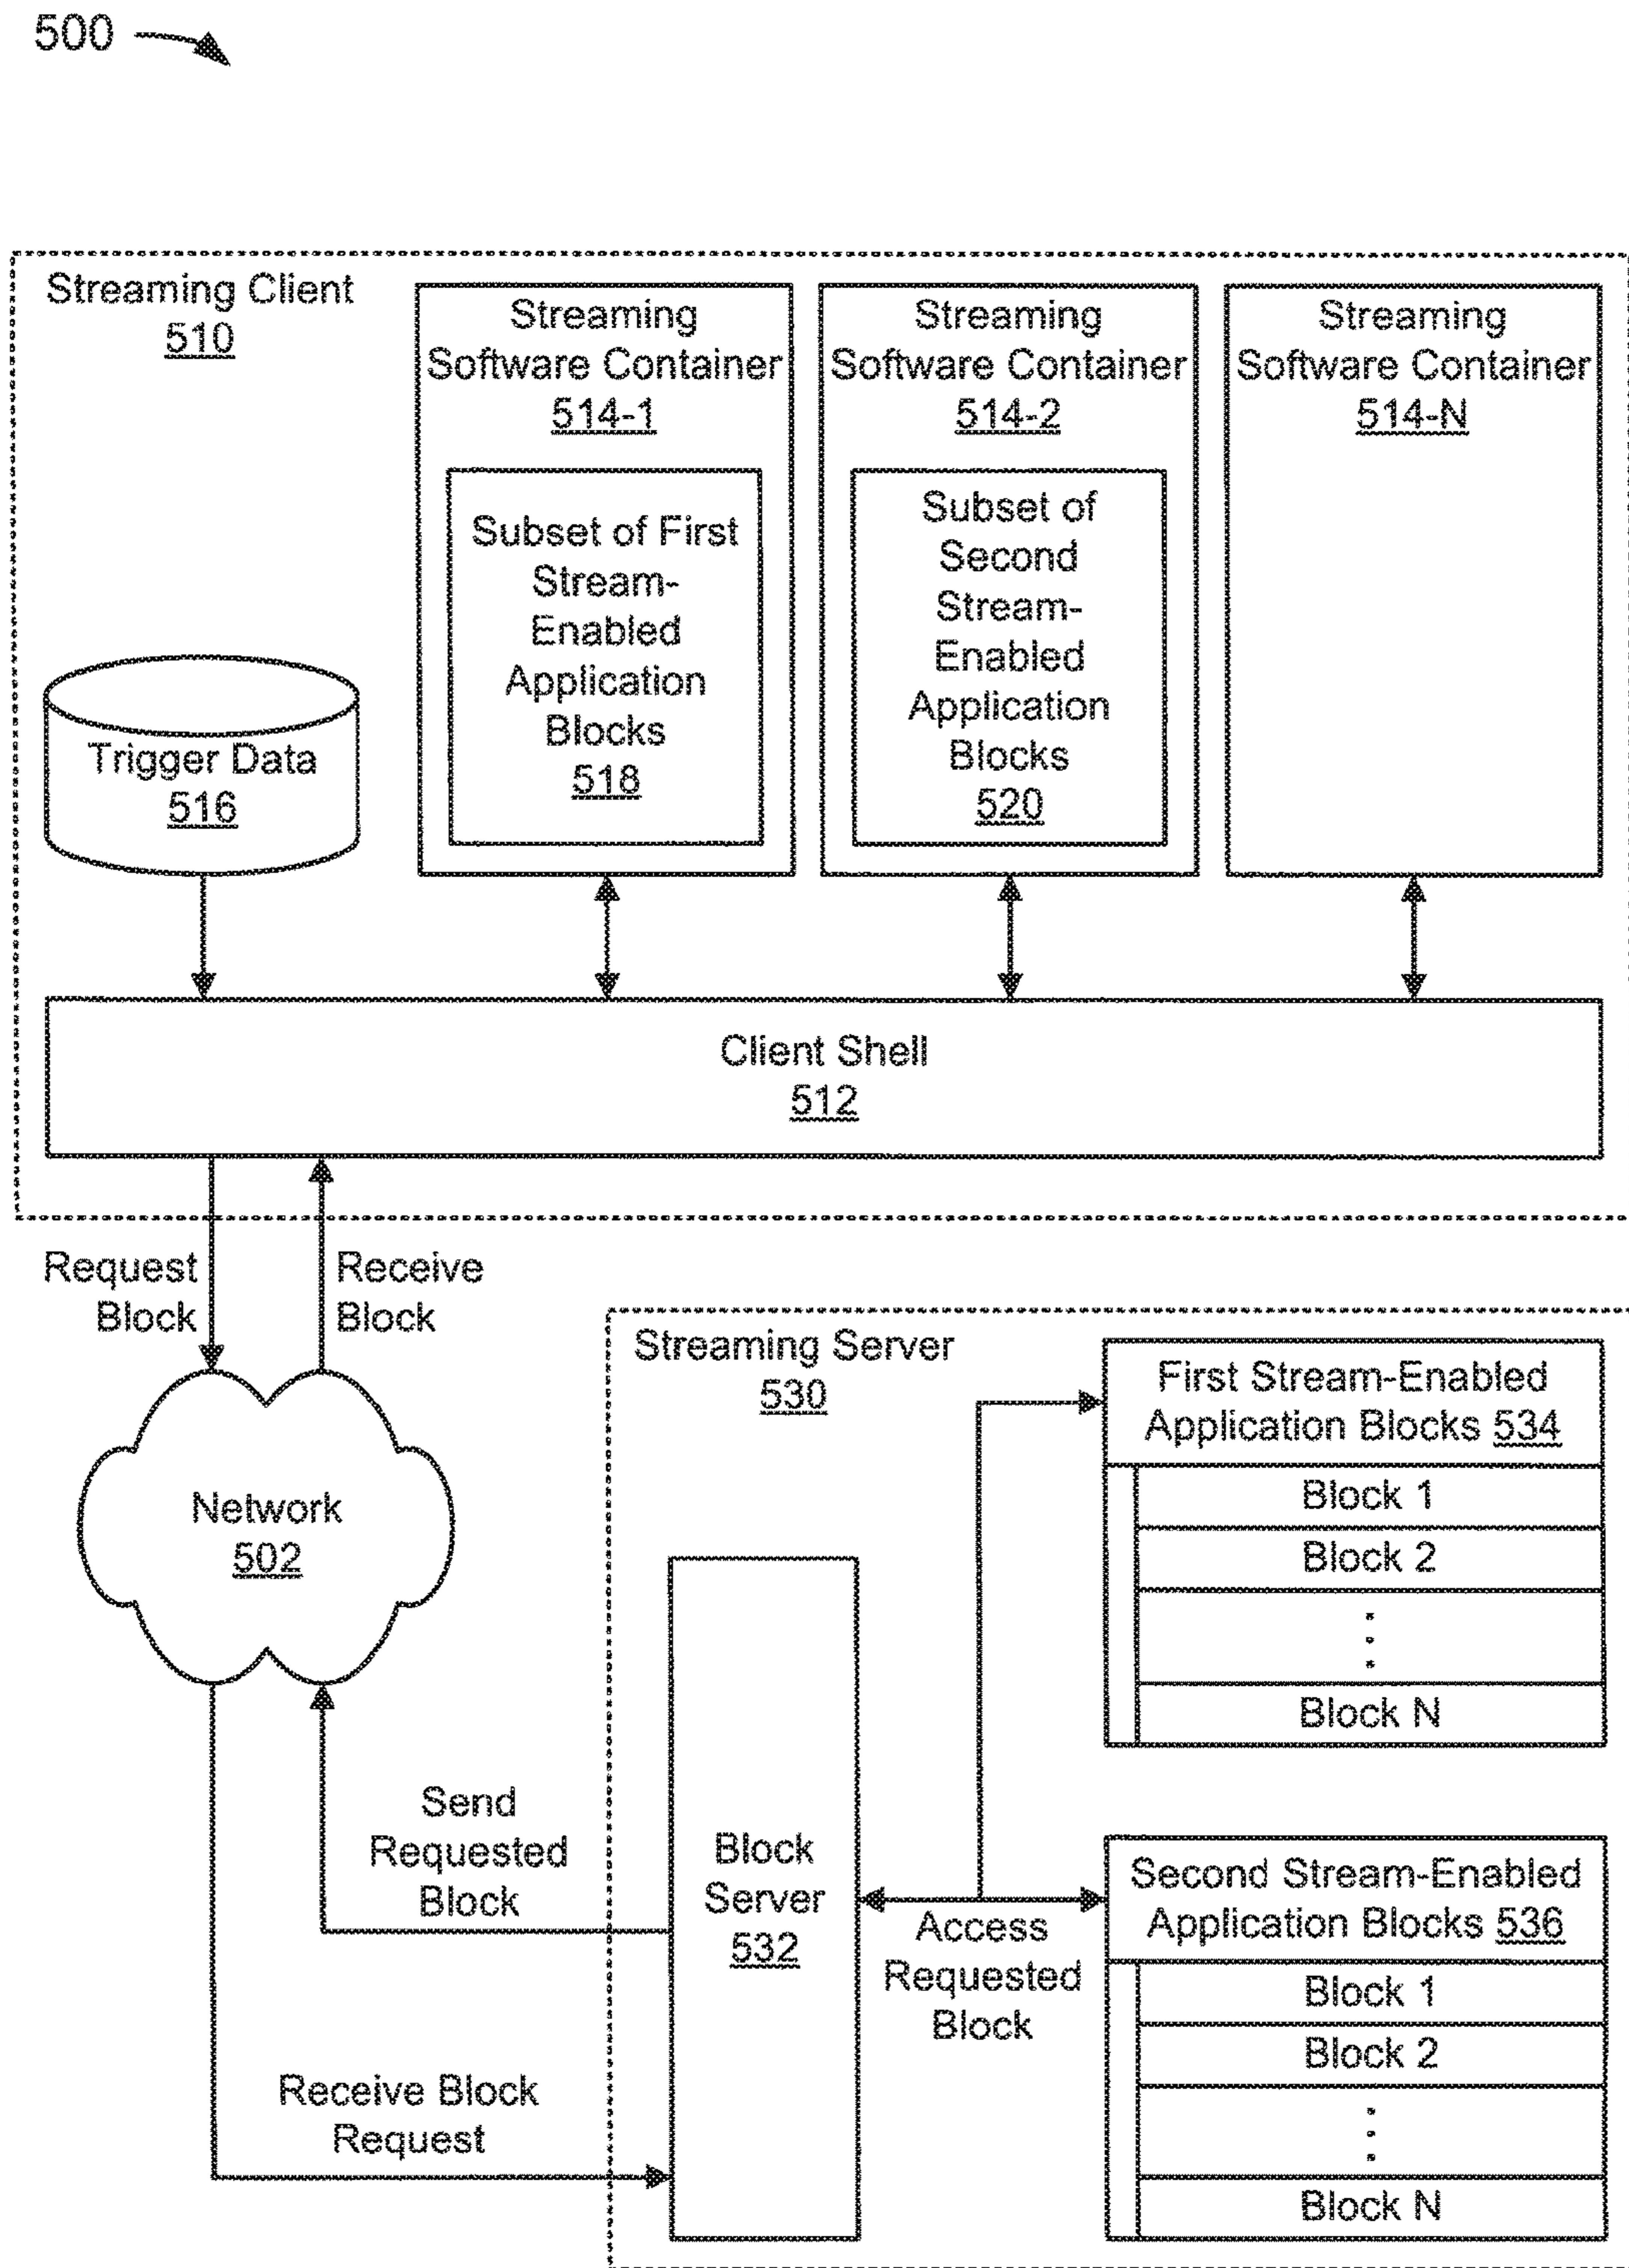 500
Streaming Client
510
Streaming
Software Container
514-1
Subset of First
Stream-
Enabled
Application
Blocks
518
Streaming
Software Container
514-2
Subset of
Second
Stream-
Enabled
Application
Blocks
520
Streaming
Software Container
514-N
Trigger Data
516
Client Shell
512
Request
Block
Receive
Block
Network
502
Streaming Server
530
First Stream-Enabled
Application Blocks 534
Block 1
Block 2
Block N
Send
Requested
Block
Block
Server
532
Access
Requested
Block
Second Stream-Enabled
Application Blocks 536
Block 1
Block 2
Block N
Receive Block
Request